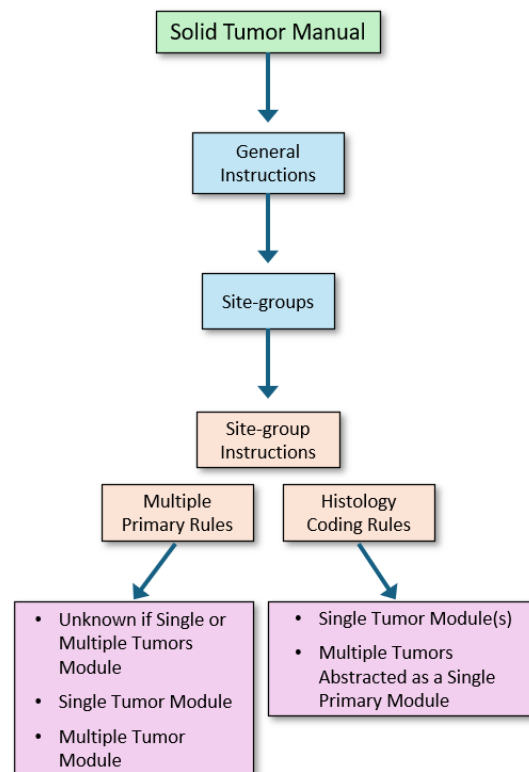 Solid Tumor Manual
General
Instructions
Site-groups
Site-group
Instructions
Multiple
Primary Rules
Histology
Coding Rules
• Unknown if Single or
Multiple Tumors
Module
• Single Tumor Module
• Multiple Tumor
Module
• Single Tumor Module(s)
• Multiple Tumors
Abstracted as a Single
Primary Module